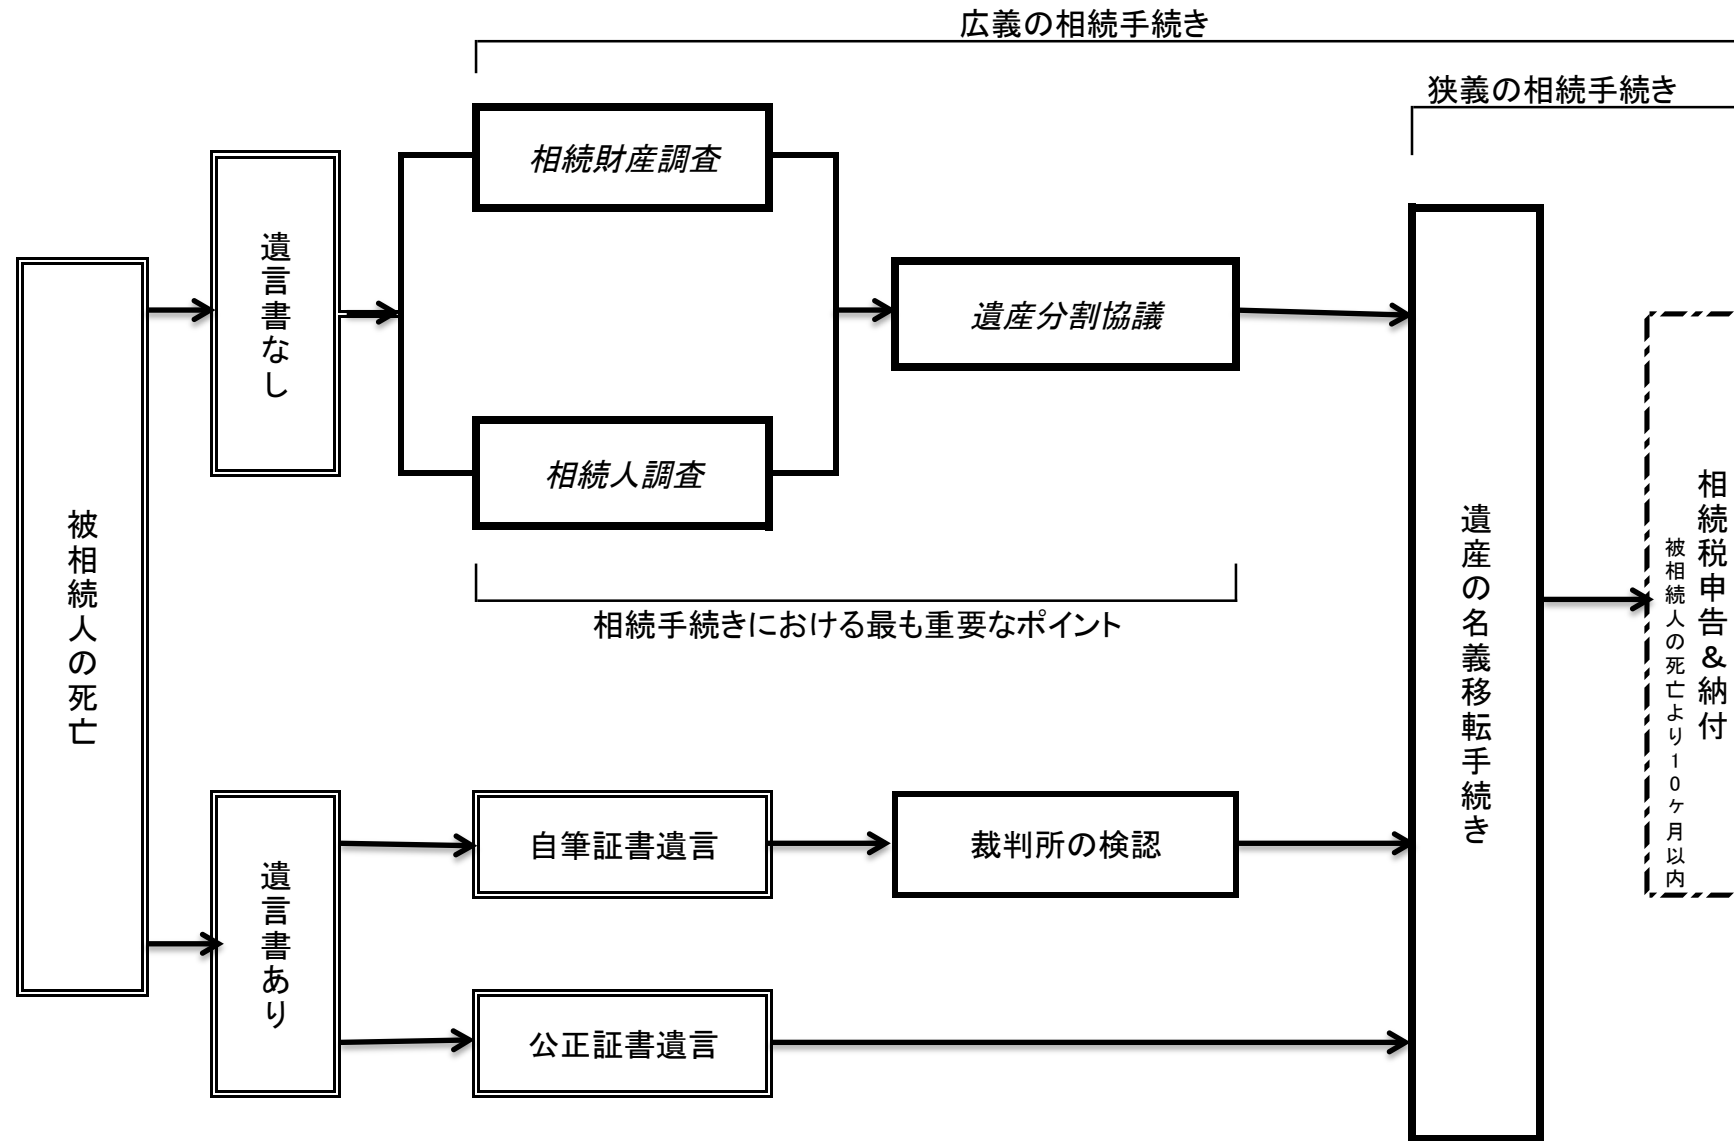 広義の相続手続き
狭義の相続手続き
相続財産調査
遺言書なし
遺産分割協議
相続人調査
相続手続きにおける最も重要なポイント
被相続人の死亡
遺産の名義移転手続き
相続税申告&納付
被相続人の死亡より10ヶ月以内
遺言書あり
自筆証書遺言
裁判所の検認
公正証書遺言